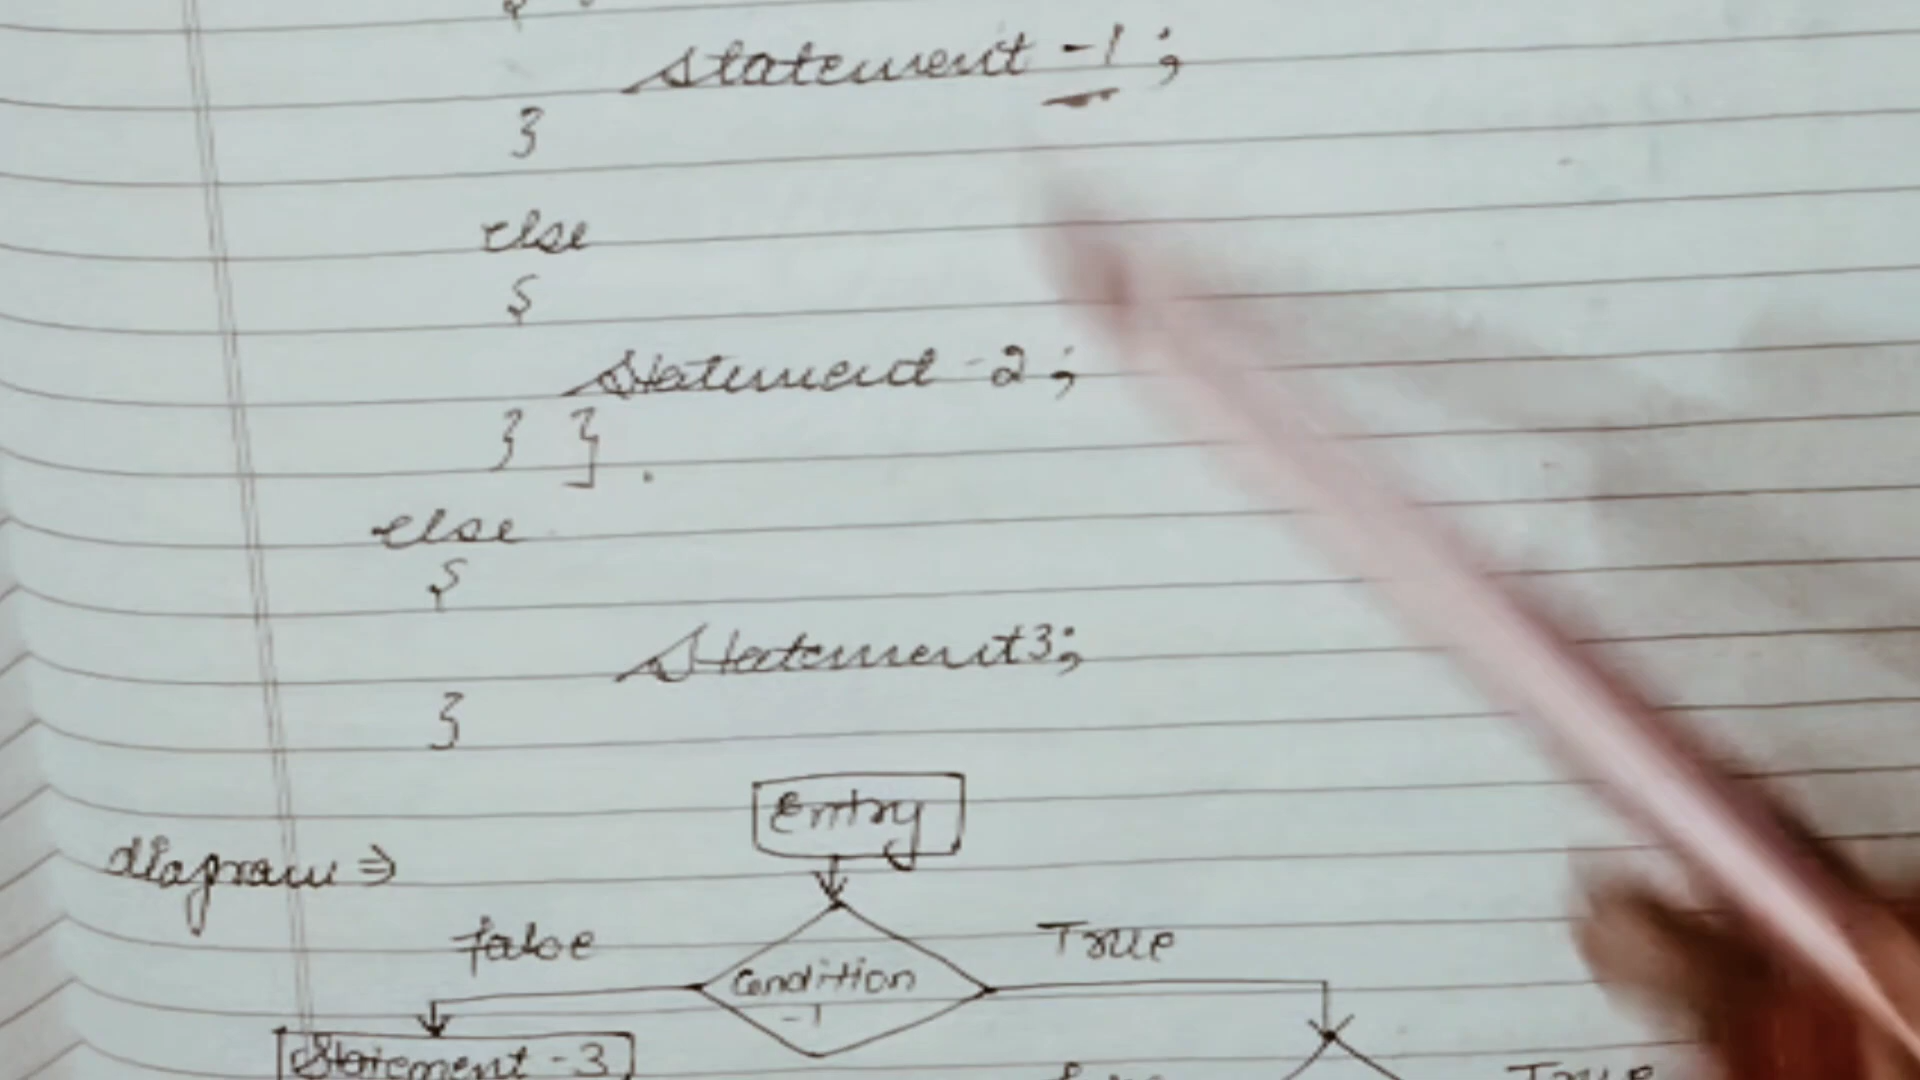 statement -1 ;
}
else
{
Statement -2 ;
} }.
else
{
Statement3;
}
Entry
diagram ⇒
false
True
Condition
-1
Statement - 3
True